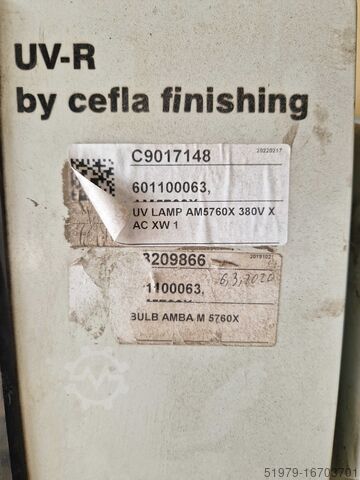 UV-R
by cefla finishing
C9017148 20220217
601100063,
UV LAMP AM5760X 380V X
AC XW 1
3209866
1100063, 6,3,2020
BULB AMBA M 5760X
51979-16703701